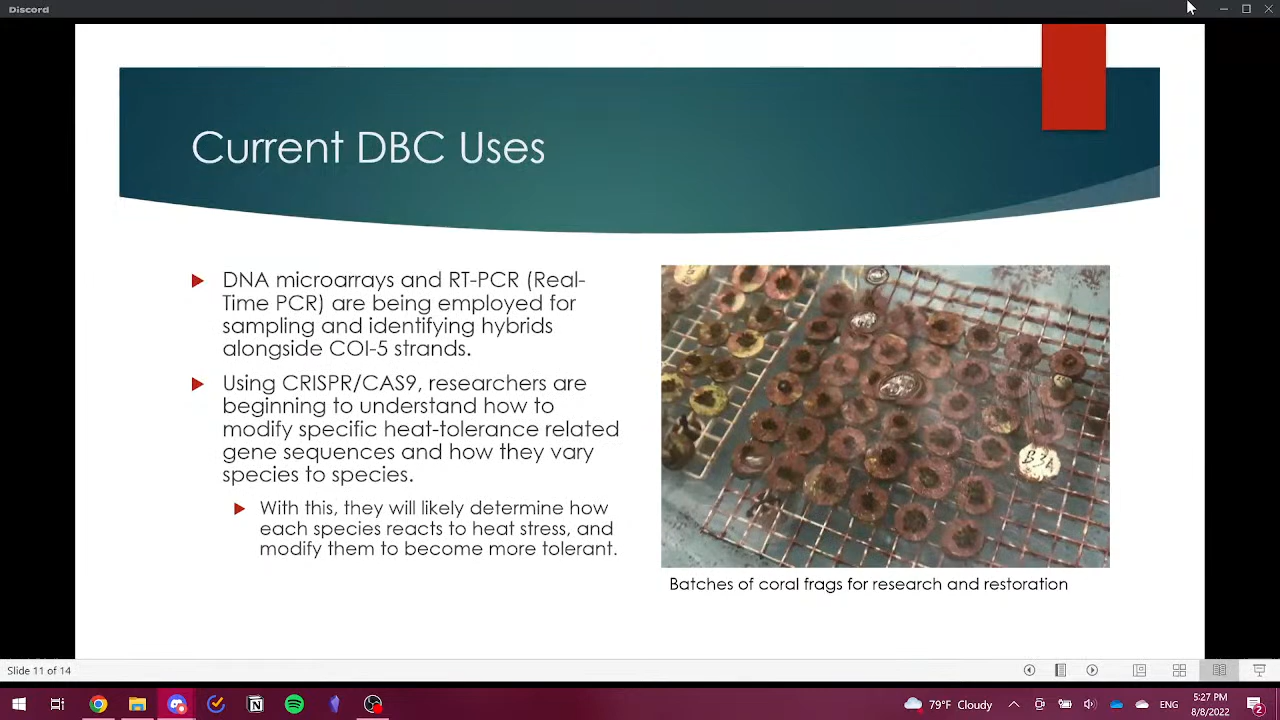 Discord
Current DBC Uses
DNA microarrays and RT-PCR (Real-
Time PCR) are being employed for
sampling and identifying hybrids
alongside COI-5 strands.
Using CRISPR/CAS9, researchers are
beginning to understand how to
modify specific heat-tolerance related
gene sequences and how they vary
species to species.
With this, they will likely determine how
each species reacts to heat stress, and
modify them to become more tolerant.
B3A
Batches of coral frags for research and restoration
Slide 11 of 14
79°F Cloudy
5:27 PM
8/8/2022
2